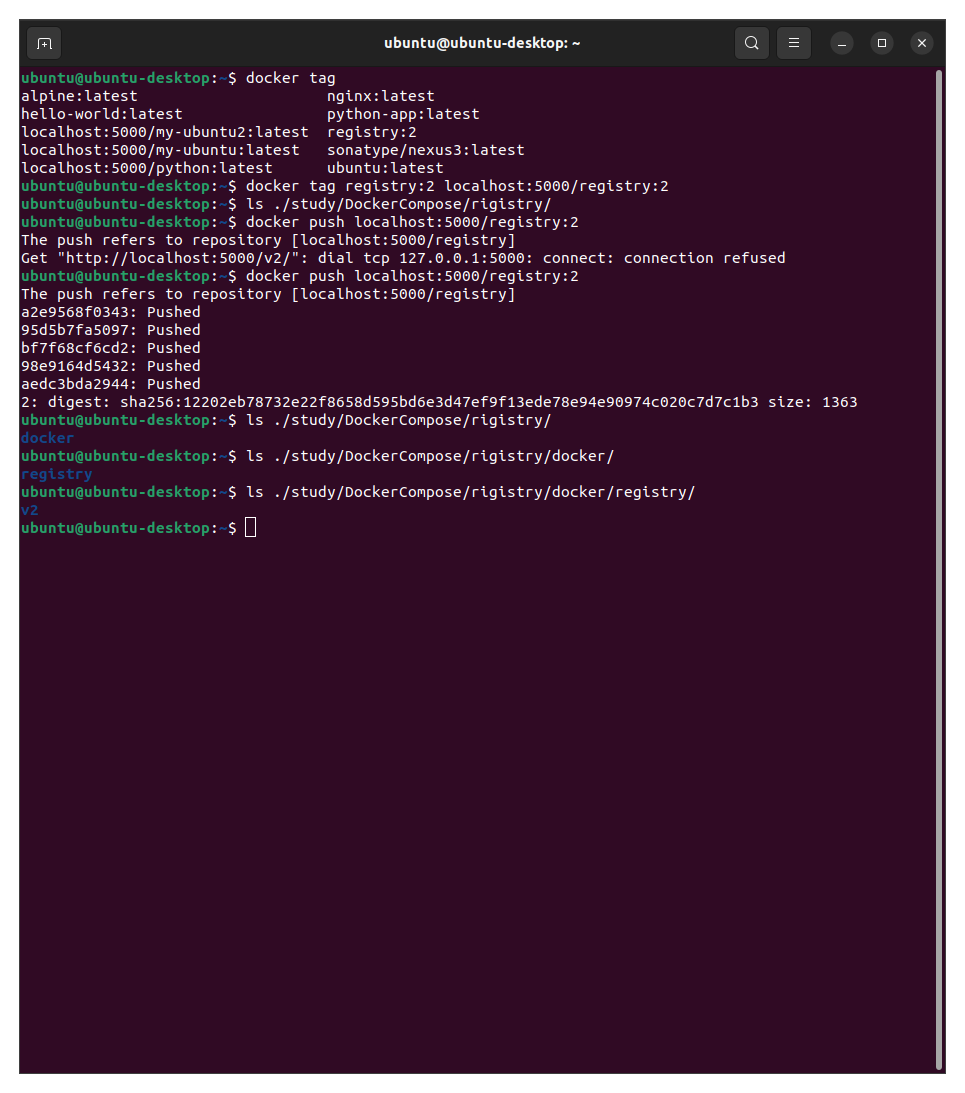 ubuntu@ubuntu-desktop: ~
ubuntu@ubuntu-desktop:~$ docker tag
alpine:latest                     nginx:latest
hello-world:latest                python-app:latest
localhost:5000/my-ubuntu2:latest  registry:2
localhost:5000/my-ubuntu:latest   sonatype/nexus3:latest
localhost:5000/python:latest      ubuntu:latest
ubuntu@ubuntu-desktop:~$ docker tag registry:2 localhost:5000/registry:2
ubuntu@ubuntu-desktop:~$ ls ./study/DockerCompose/rigistry/
ubuntu@ubuntu-desktop:~$ docker push localhost:5000/registry:2
The push refers to repository [localhost:5000/registry]
Get "http://localhost:5000/v2/": dial tcp 127.0.0.1:5000: connect: connection refused
ubuntu@ubuntu-desktop:~$ docker push localhost:5000/registry:2
The push refers to repository [localhost:5000/registry]
a2e9568f0343: Pushed
95d5b7fa5097: Pushed
bf7f68cf6cd2: Pushed
98e9164d5432: Pushed
aedc3bda2944: Pushed
2: digest: sha256:12202eb78732e22f8658d595bd6e3d47ef9f13ede78e94e90974c020c7d7c1b3 size: 1363
ubuntu@ubuntu-desktop:~$ ls ./study/DockerCompose/rigistry/
docker
ubuntu@ubuntu-desktop:~$ ls ./study/DockerCompose/rigistry/docker/
registry
ubuntu@ubuntu-desktop:~$ ls ./study/DockerCompose/rigistry/docker/registry/
v2
ubuntu@ubuntu-desktop:~$